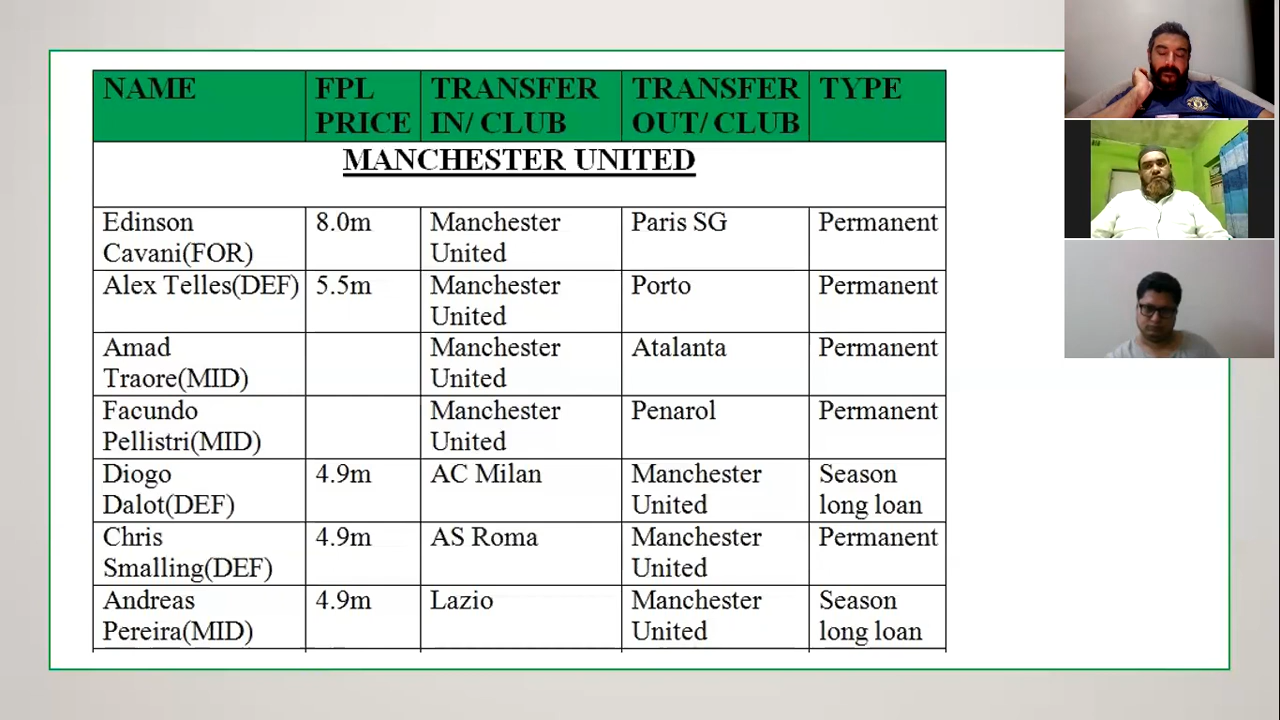 NAME FPL PRICE TRANSFER IN/ CLUB TRANSFER OUT/ CLUB TYPE
MANCHESTER UNITED
Edinson Cavani(FOR) 8.0m Manchester United Paris SG Permanent
Alex Telles(DEF) 5.5m Manchester United Porto Permanent
Amad Traore(MID) Manchester United Atalanta Permanent
Facundo Pellistri(MID) Manchester United Penarol Permanent
Diogo Dalot(DEF) 4.9m AC Milan Manchester United Season long loan
Chris Smalling(DEF) 4.9m AS Roma Manchester United Permanent
Andreas Pereira(MID) 4.9m Lazio Manchester United Season long loan